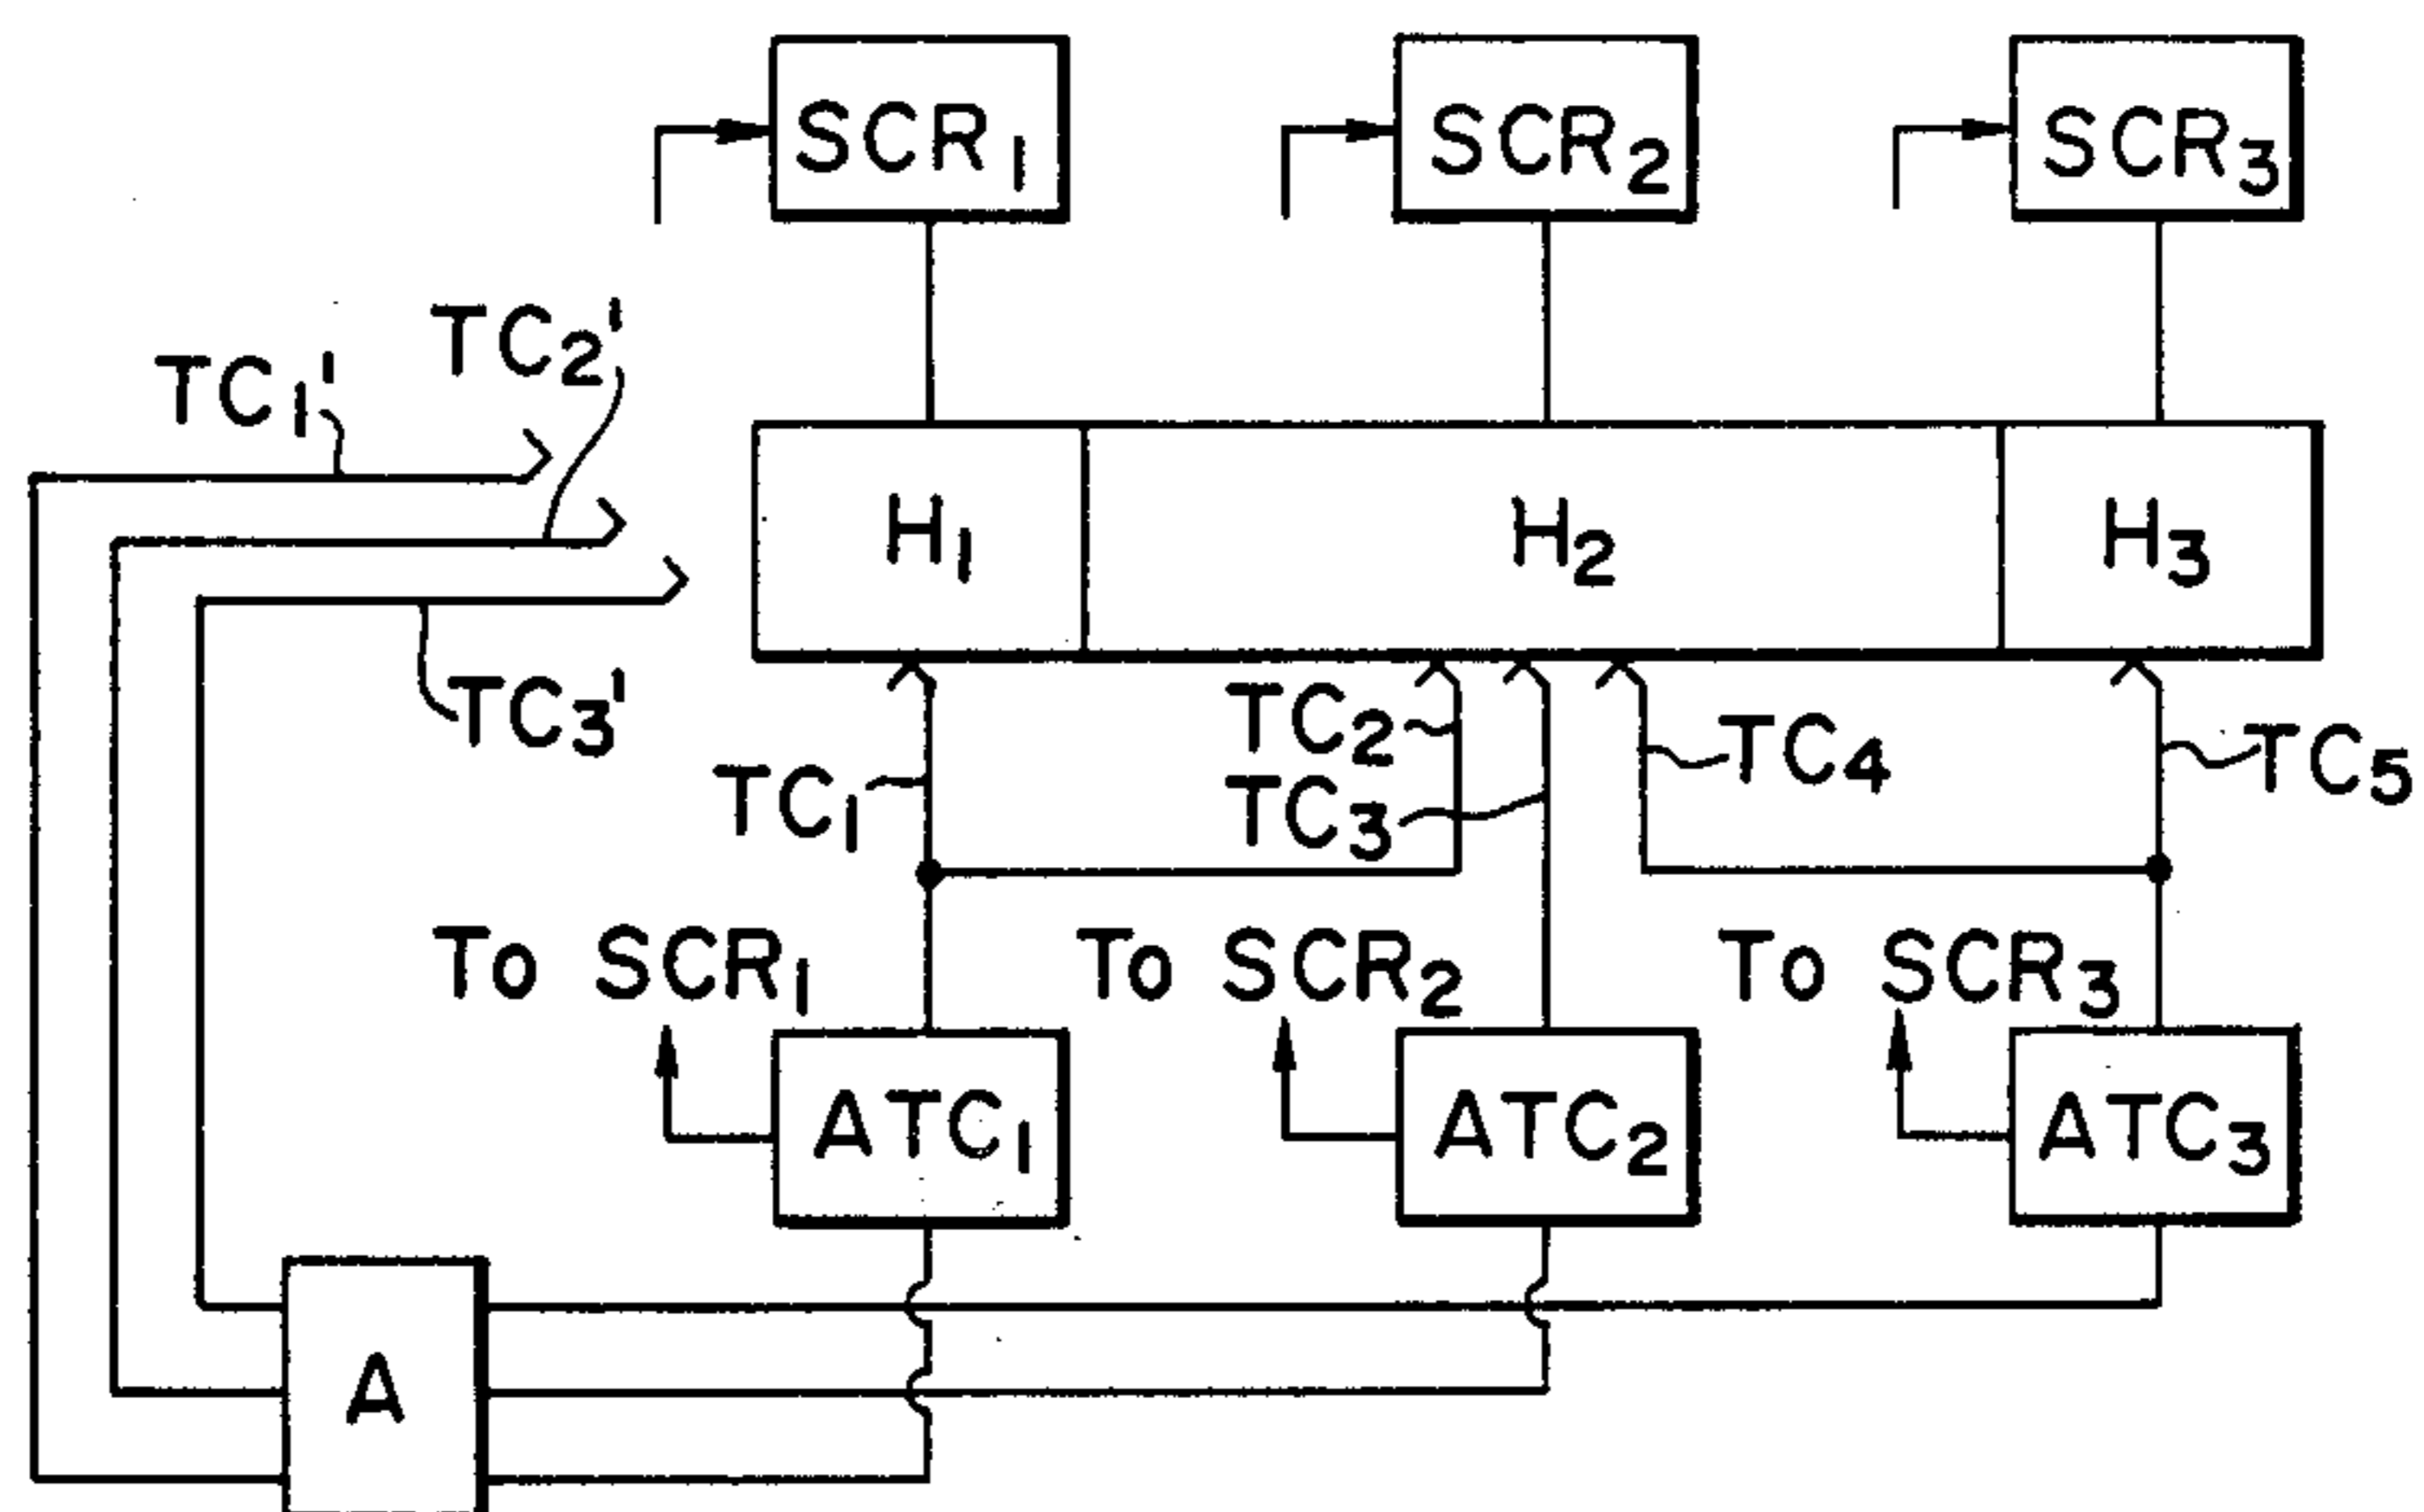 SCR1
SCR2
SCR3
TC1'
TC2'
H1
H2
H3
TC3'
TC1
TC2
TC3
TC4
TC5
To SCR1
To SCR2
To SCR3
ATC1
ATC2
ATC3
A